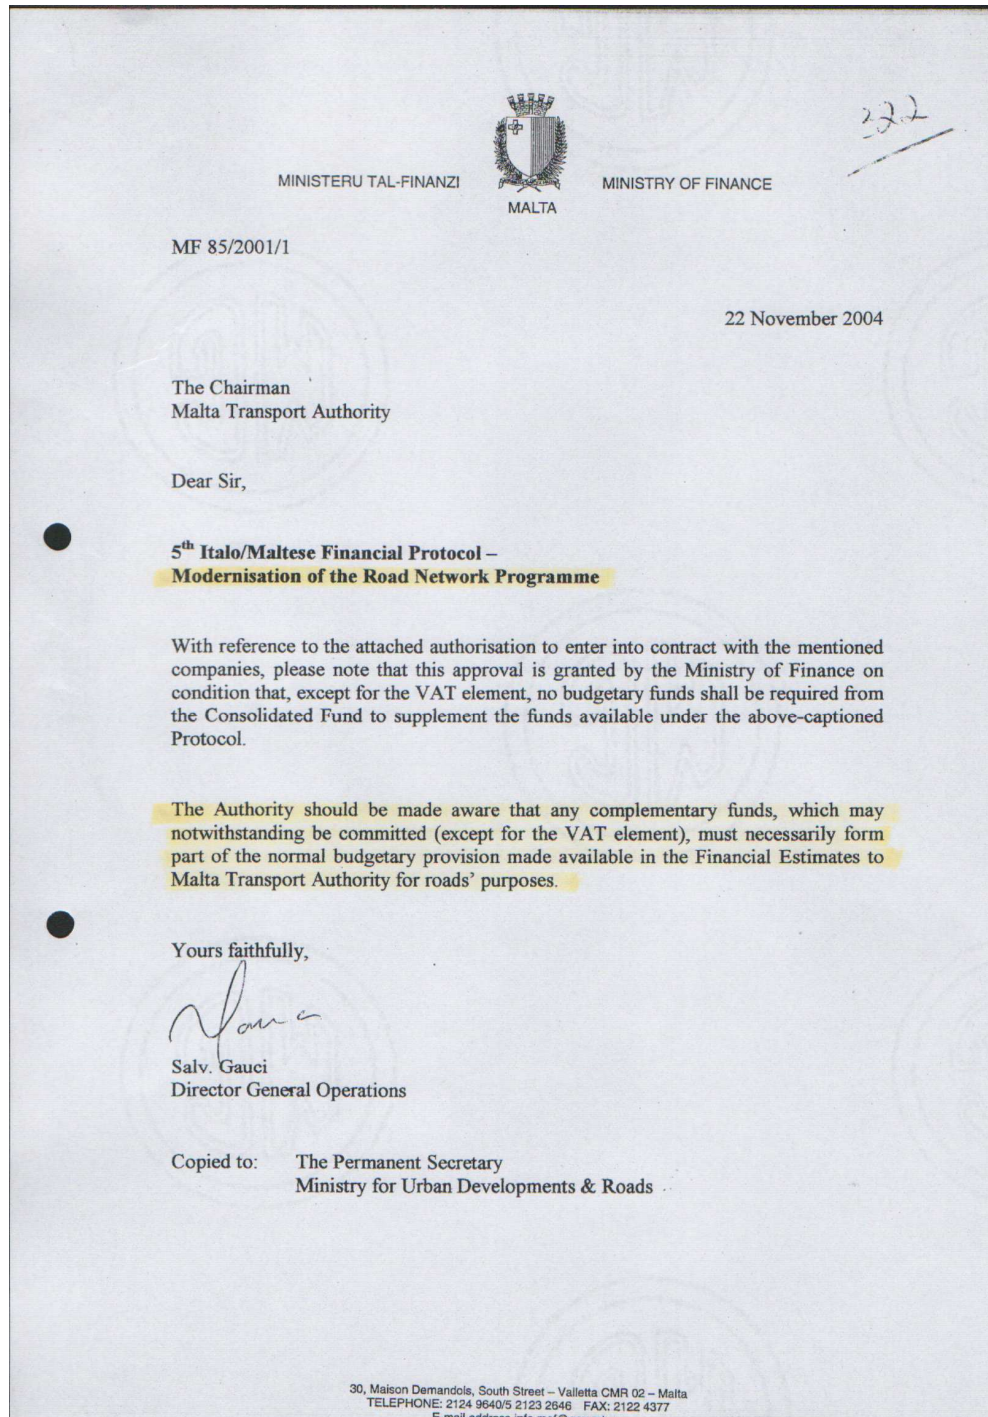 322
MINISTERU TAL-FINANZI
MINISTRY OF FINANCE
MALTA
MF 85/2001/1
22 November 2004
The Chairman
Malta Transport Authority
Dear Sir,
5th Italo/Maltese Financial Protocol –
Modernisation of the Road Network Programme
With reference to the attached authorisation to enter into contract with the mentioned
companies, please note that this approval is granted by the Ministry of Finance on
condition that, except for the VAT element, no budgetary funds shall be required from
the Consolidated Fund to supplement the funds available under the above-captioned
Protocol.
The Authority should be made aware that any complementary funds, which may
notwithstanding be committed (except for the VAT element), must necessarily form
part of the normal budgetary provision made available in the Financial Estimates to
Malta Transport Authority for roads' purposes.
Yours faithfully,
Salv. Gauci
Director General Operations
Copied to: The Permanent Secretary
Ministry for Urban Developments & Roads
30, Maison Demandols, South Street – Valletta CMR 02 – Malta
TELEPHONE: 2124 9640/5 2123 2646 FAX: 2122 4377